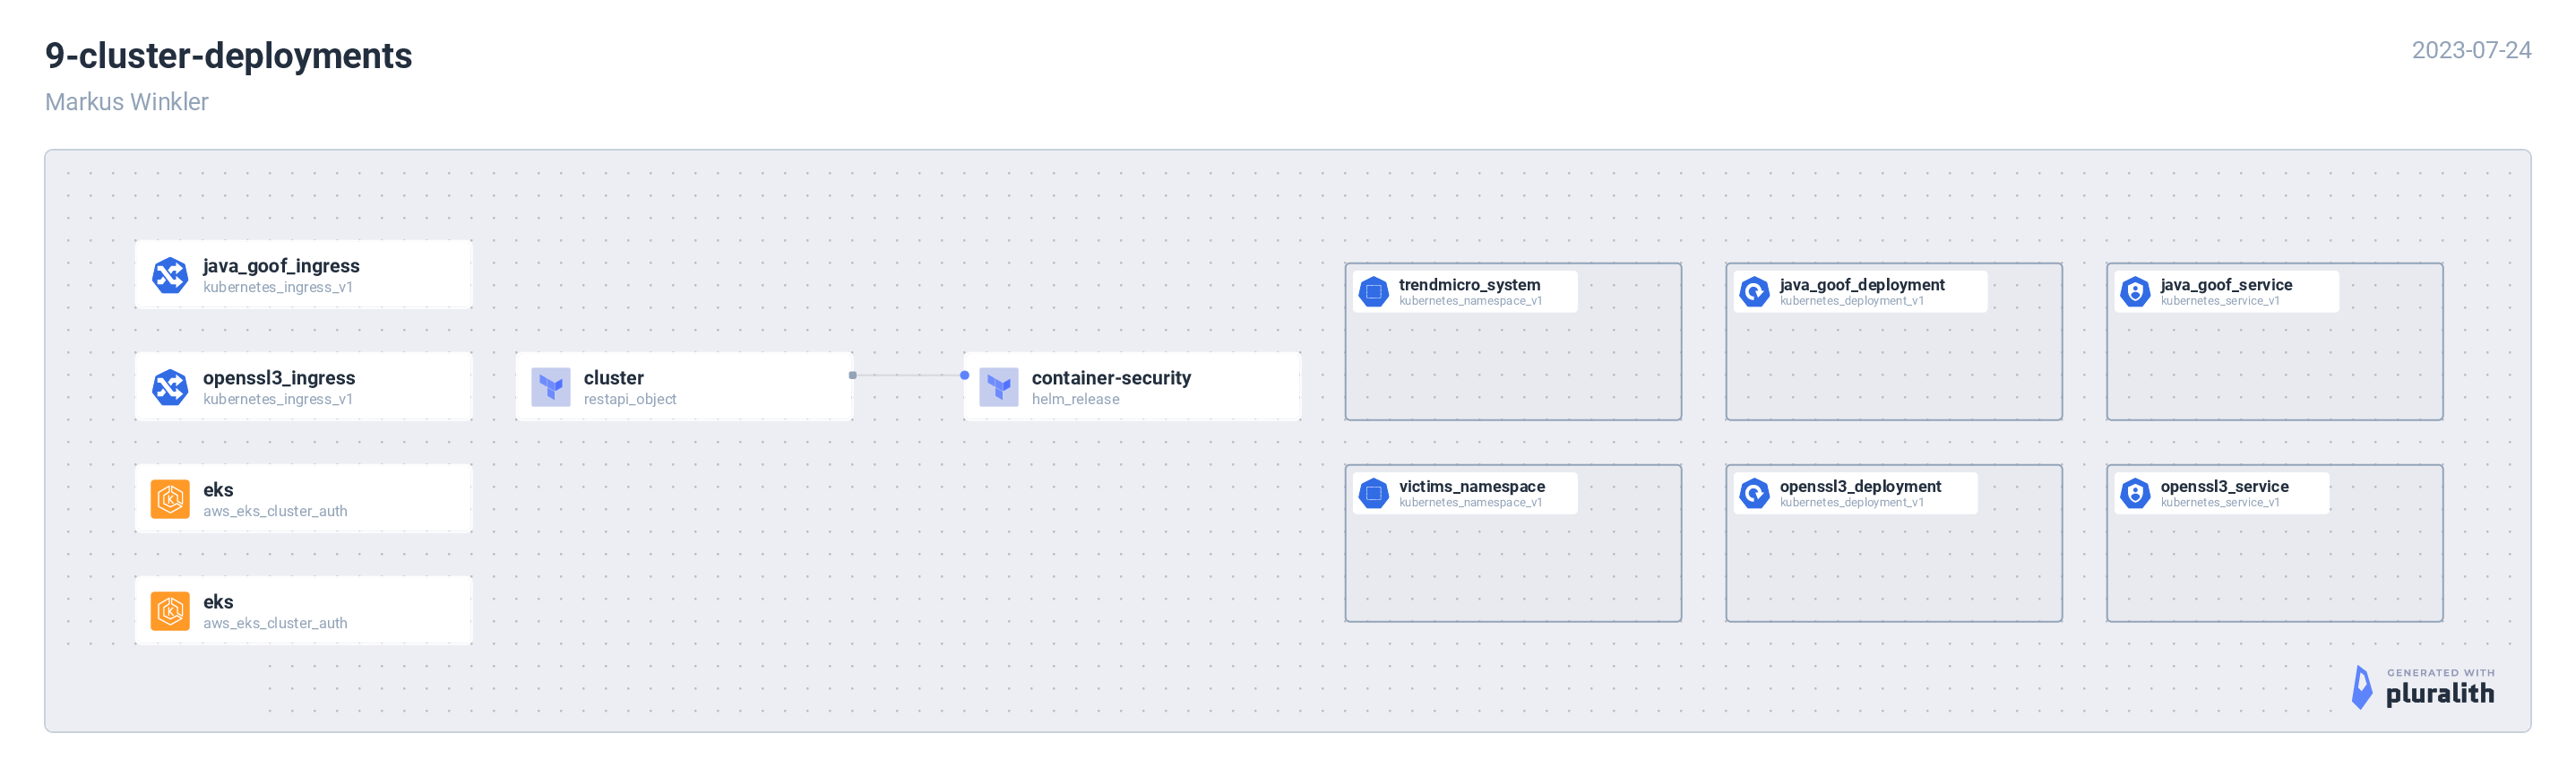 9-cluster-deployments
2023-07-24
Markus Winkler
java_goof_ingress
kubernetes_ingress_v1
openssl3_ingress
kubernetes_ingress_v1
eks
aws_eks_cluster_auth
eks
aws_eks_cluster_auth
cluster
restapi_object
container-security
helm_release
trendmicro_system
kubernetes_namespace_v1
java_goof_deployment
kubernetes_deployment_v1
java_goof_service
kubernetes_service_v1
victims_namespace
kubernetes_namespace_v1
openssl3_deployment
kubernetes_deployment_v1
openssl3_service
kubernetes_service_v1
GENERATED WITH
pluralith